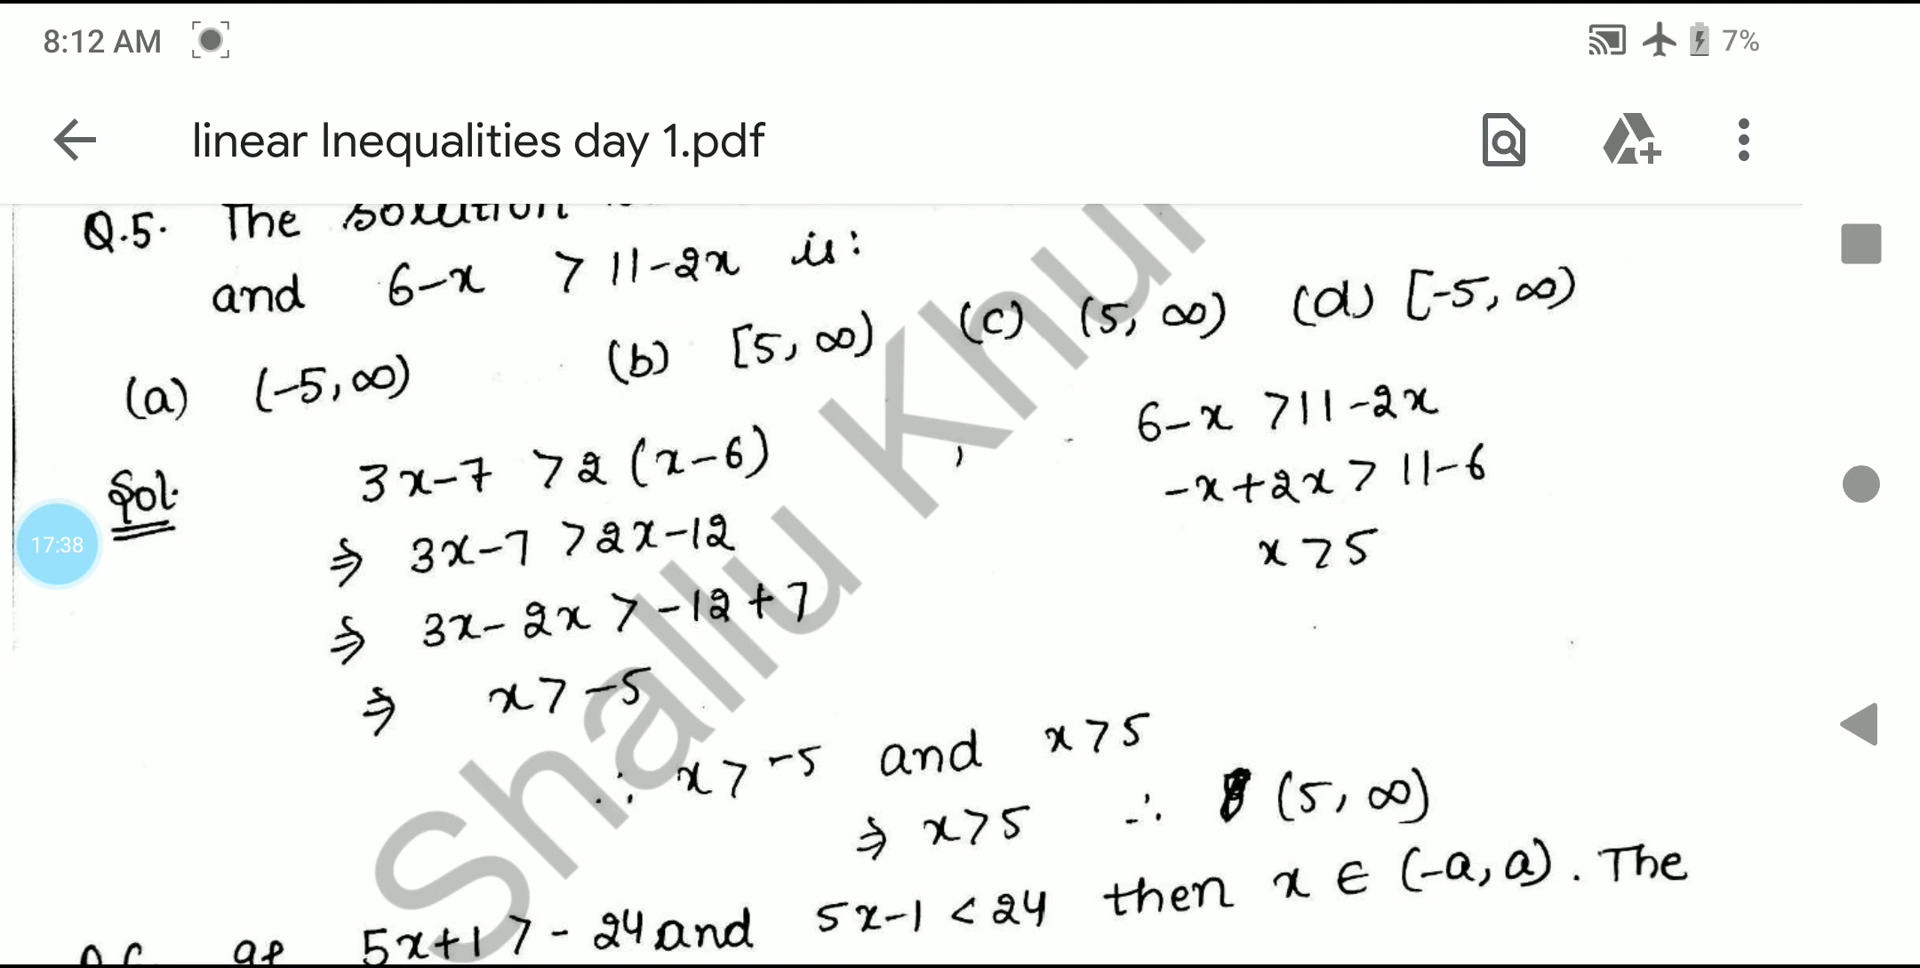 8:12 AM 7%
linear Inequalities day 1.pdf
Q.5. The solution
and 6-x > 11-2x is:
(a) (-5, ∞) (b) [5, ∞) (c) (5, ∞) (d) [-5, ∞)
Sol. 3x-7 > 2(x-6) , 6-x > 11-2x
⇒ 3x-7 > 2x-12 -x+2x > 11-6
⇒ 3x-2x > -12+7 x > 5
⇒ x > -5
17:38
∴ x > -5 and x > 5
⇒ x > 5 ∴ (5, ∞)
5x+1 > -24 and 5x-1 < 24 then x ∈ (-a, a). The
Shallu Khur